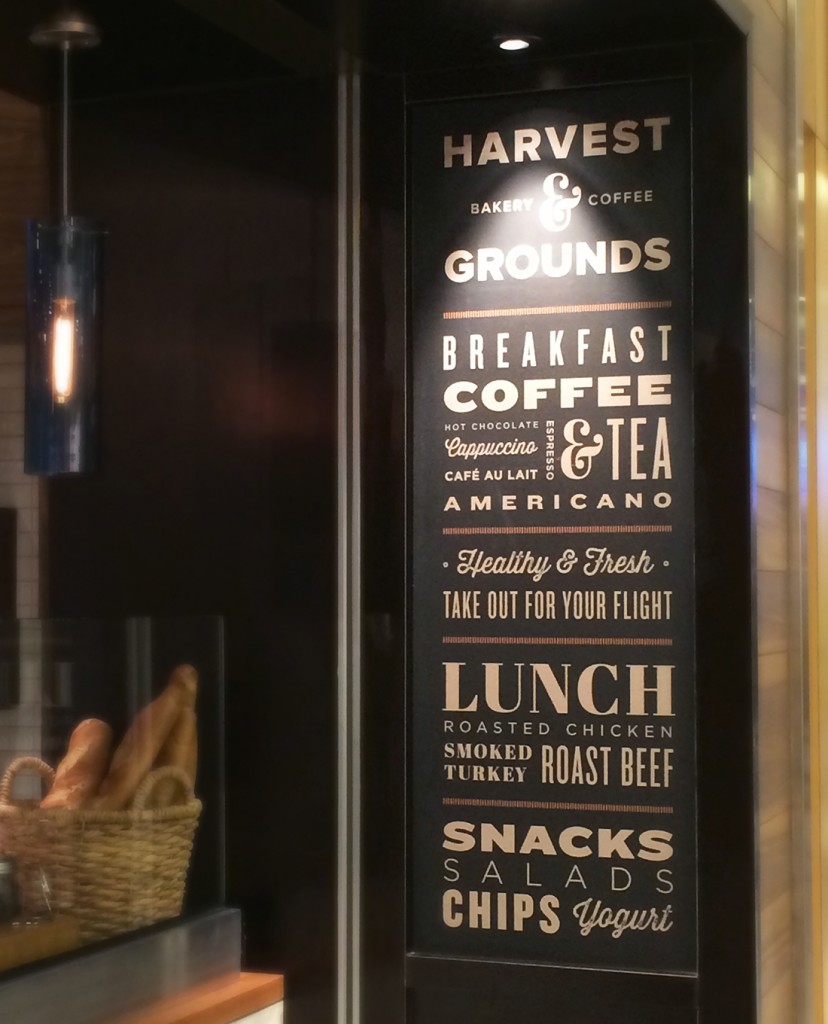 HARVEST
BAKERY & COFFEE
GROUNDS
BREAKFAST
COFFEE
HOT CHOCOLATE
Cappuccino
CAFÉ AU LAIT
ESPRESSO
& TEA
AMERICANO
· Healthy & Fresh ·
TAKE OUT FOR YOUR FLIGHT
LUNCH
ROASTED CHICKEN
SMOKED
TURKEY
ROAST BEEF
SNACKS
SALADS
CHIPS Yogurt